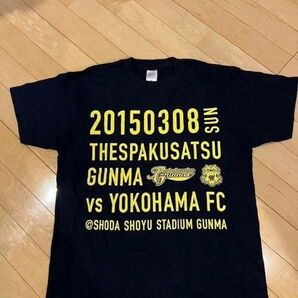 20150308 SUN
THESPAKUSATSU
GUNMA
vs YOKOHAMA FC
@SHODA SHOYU STADIUM GUNMA